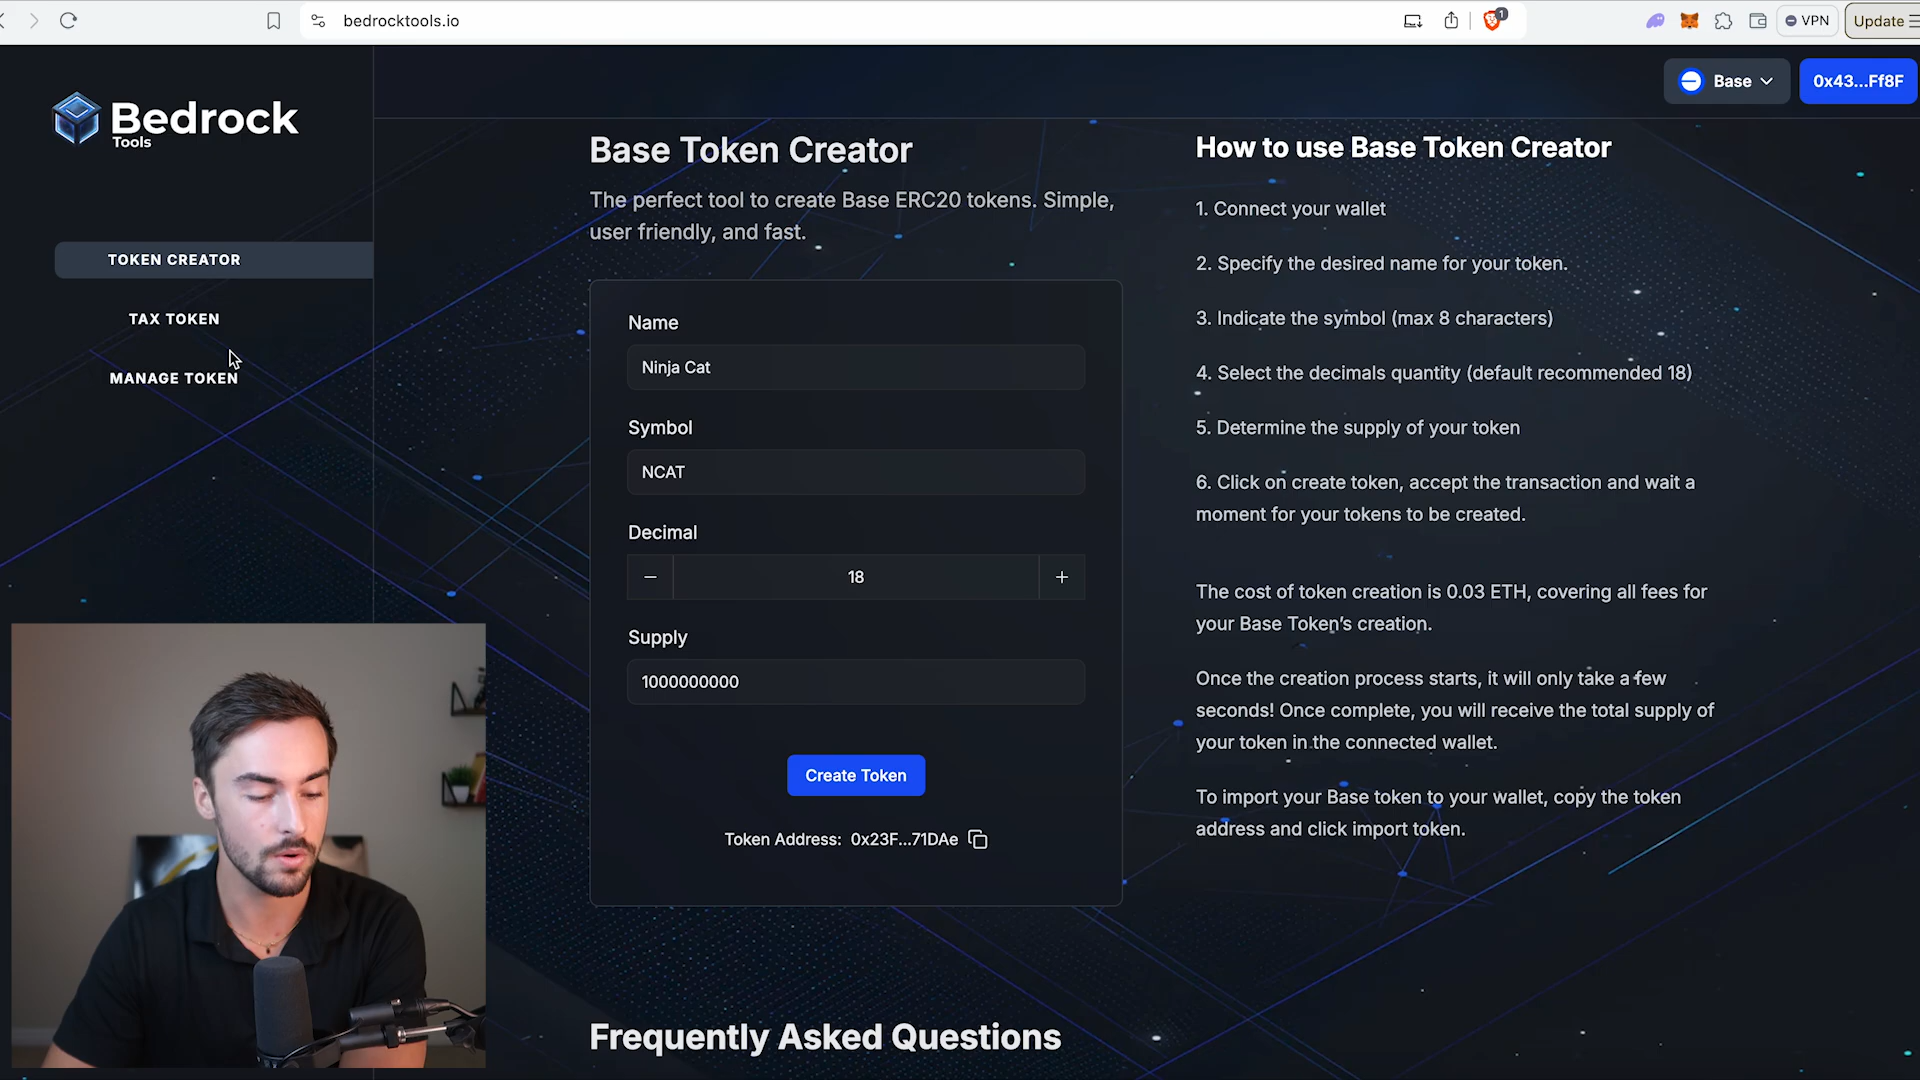 bedrocktools.io
1
VPN
Update
Bedrock
Tools
Base
0x43...Ff8F
TOKEN CREATOR
TAX TOKEN
MANAGE TOKEN
Base Token Creator
The perfect tool to create Base ERC20 tokens. Simple,
user friendly, and fast.
Name
Ninja Cat
Symbol
NCAT
Decimal
−
18
+
Supply
1000000000
Create Token
Token Address: 0x23F...71DAe
How to use Base Token Creator
1. Connect your wallet
2. Specify the desired name for your token.
3. Indicate the symbol (max 8 characters)
4. Select the decimals quantity (default recommended 18)
5. Determine the supply of your token
6. Click on create token, accept the transaction and wait a
moment for your tokens to be created.
The cost of token creation is 0.03 ETH, covering all fees for
your Base Token’s creation.
Once the creation process starts, it will only take a few
seconds! Once complete, you will receive the total supply of
your token in the connected wallet.
To import your Base token to your wallet, copy the token
address and click import token.
Frequently Asked Questions